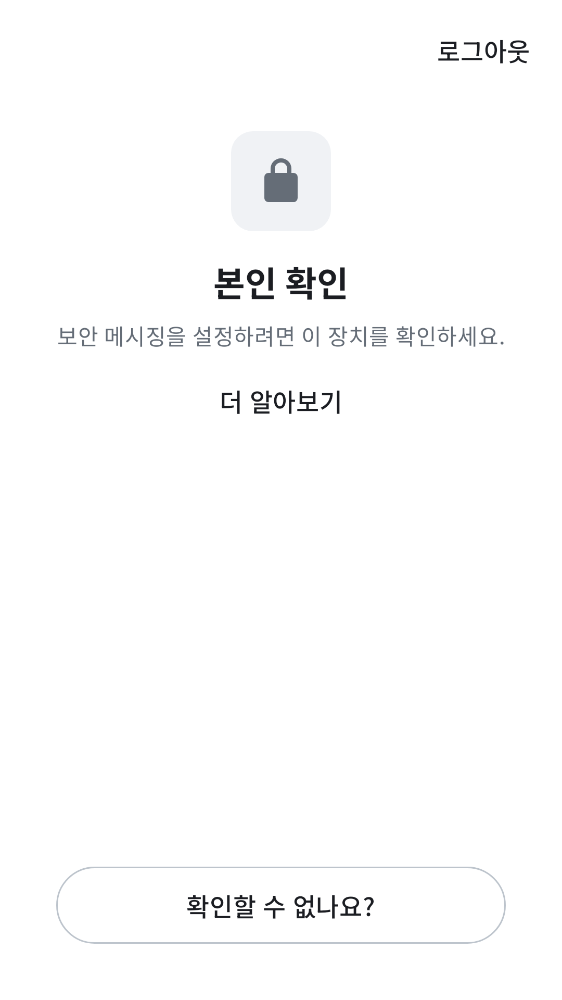 로그아웃
본인 확인
보안 메시징을 설정하려면 이 장치를 확인하세요.
더 알아보기
확인할 수 없나요?